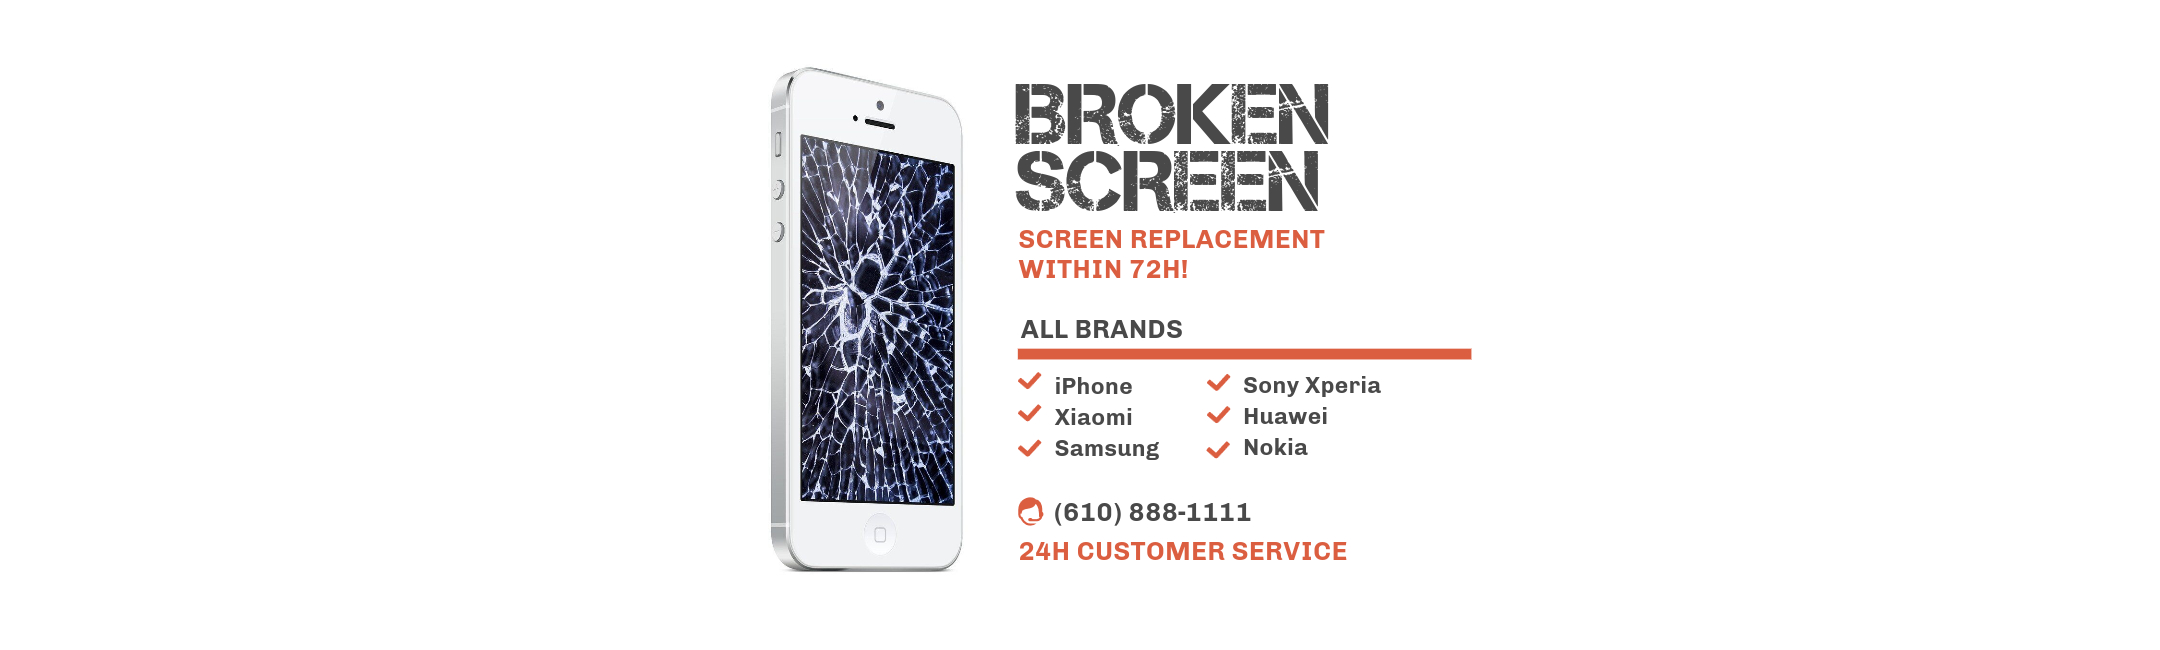 BROKEN
SCREEN
SCREEN REPLACEMENT
WITHIN 72H!
ALL BRANDS
iPhone
Xiaomi
Samsung
Sony Xperia
Huawei
Nokia
(610) 888-1111
24H CUSTOMER SERVICE